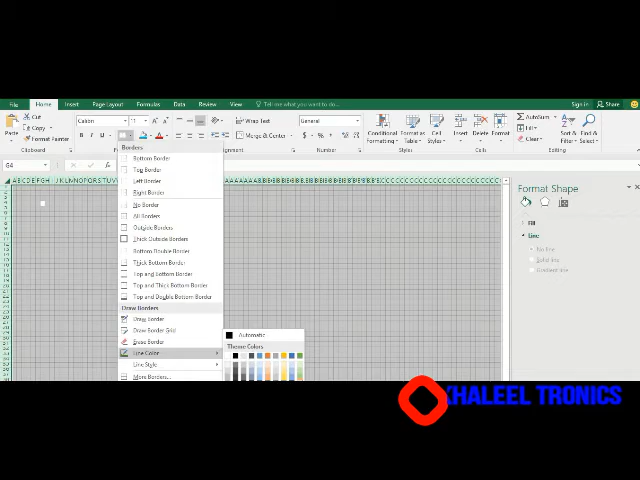 File Home Insert Page Layout Formulas Data Review View Tell me what you want to do... Sign in Share
Cut
Copy
Paste
Format Painter
Calibri 11
B I U
Wrap Text
Merge & Center
General
$ %
Conditional Formatting
Format as Table
Cell Styles
Insert Delete Format
AutoSum
Fill
Clear
Sort & Filter
Find & Select
G4
Borders
Bottom Border
Top Border
Left Border
Right Border
No Border
All Borders
Outside Borders
Thick Outside Borders
Bottom Double Border
Thick Bottom Border
Top and Bottom Border
Top and Thick Bottom Border
Top and Double Bottom Border
Draw Borders
Draw Border
Draw Border Grid
Erase Border
Line Color
Line Style
More Borders...
Automatic
Theme Colors
Format Shape
Fill
Line
No line
Solid line
Gradient line
KHALEEL TRONICS